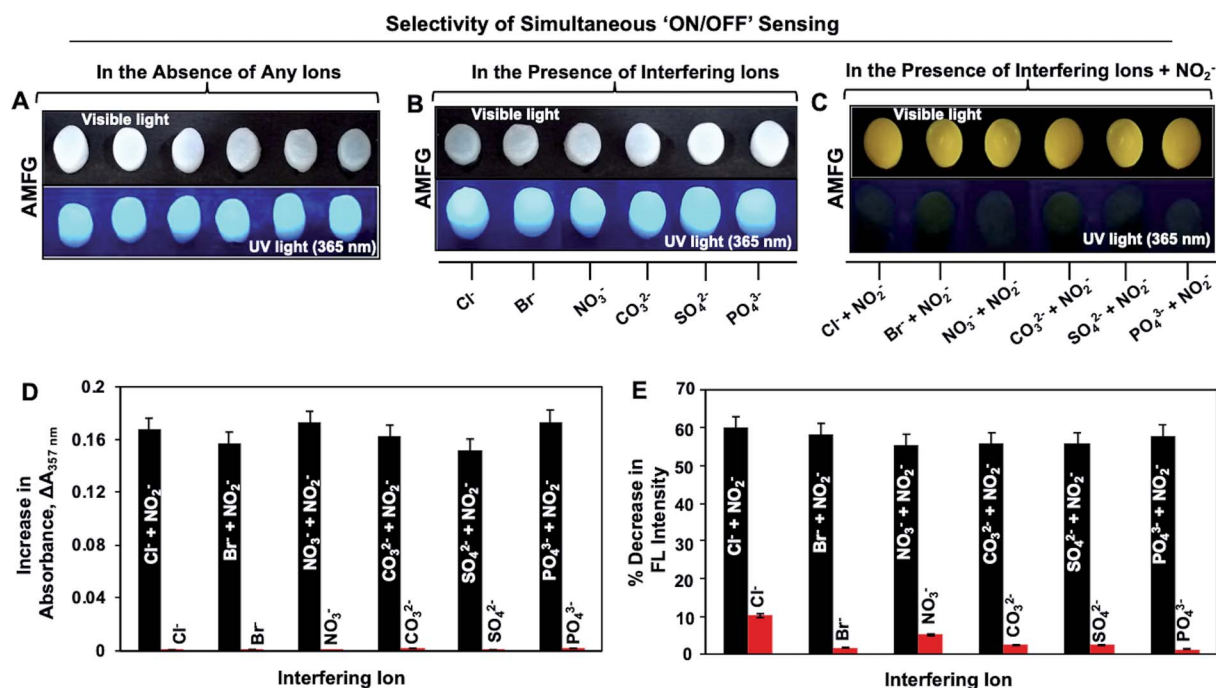 Selectivity of Simultaneous ‘ON/OFF’ Sensing
In the Absence of Any Ions
In the Presence of Interfering Ions
In the Presence of Interfering Ions + NO₂⁻
A
Visible light
AMFG
UV light (365 nm)
B
Visible light
AMFG
UV light (365 nm)
Cl⁻
Br⁻
NO₃⁻
CO₃²⁻
SO₄²⁻
PO₄³⁻
C
Visible light
AMFG
UV light (365 nm)
Cl⁻ + NO₂⁻
Br⁻ + NO₂⁻
NO₃⁻ + NO₂⁻
CO₃²⁻ + NO₂⁻
SO₄²⁻ + NO₂⁻
PO₄³⁻ + NO₂⁻
D
Increase in
Absorbance, ΔA₃₅₇ ₙₘ
0.2
0.16
0.12
0.08
0.04
0
Cl⁻ + NO₂⁻
Cl⁻
Br⁻ + NO₂⁻
Br⁻
NO₃⁻ + NO₂⁻
NO₃⁻
CO₃²⁻ + NO₂⁻
CO₃²⁻
SO₄²⁻ + NO₂⁻
SO₄²⁻
PO₄³⁻ + NO₂⁻
PO₄³⁻
Interfering Ion
E
% Decrease in
FL Intensity
70
60
50
40
30
20
10
0
Cl⁻ + NO₂⁻
Cl⁻
Br⁻ + NO₂⁻
Br⁻
NO₃⁻ + NO₂⁻
NO₃⁻
CO₃²⁻ + NO₂⁻
CO₃²⁻
SO₄²⁻ + NO₂⁻
SO₄²⁻
PO₄³⁻ + NO₂⁻
PO₄³⁻
Interfering Ion